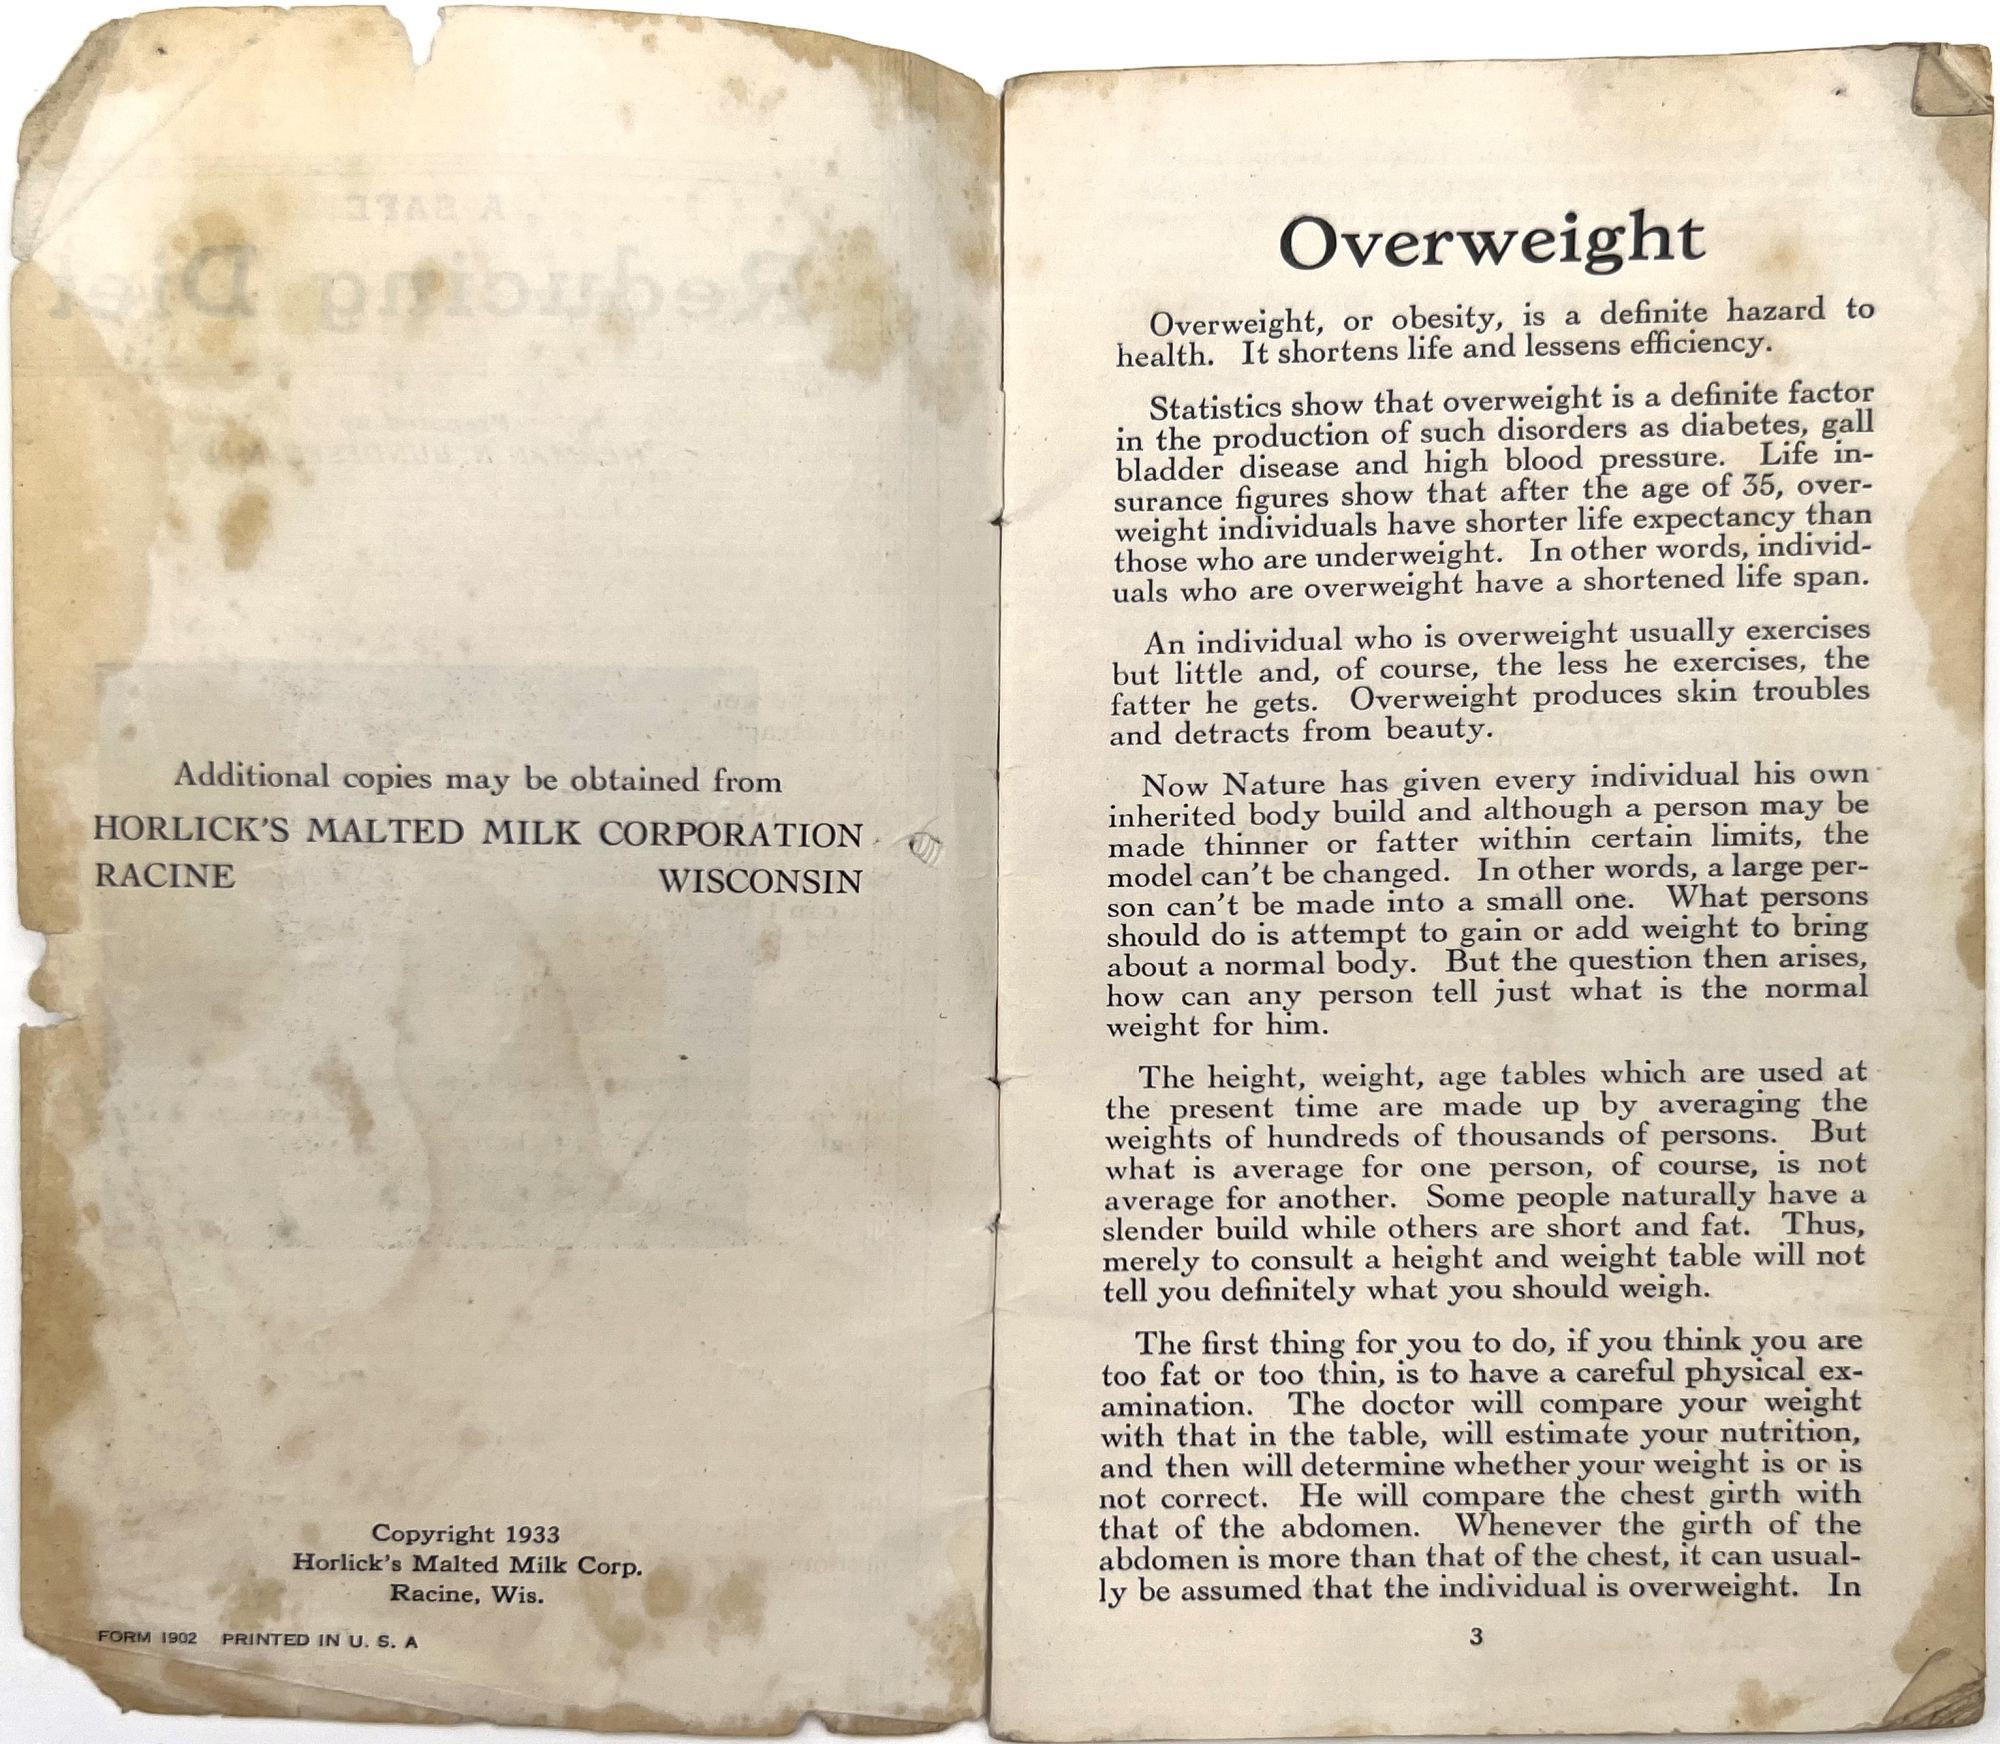 Additional copies may be obtained from
HORLICK'S MALTED MILK CORPORATION
RACINE WISCONSIN
Copyright 1933
Horlick's Malted Milk Corp.
Racine, Wis.
FORM 1902 PRINTED IN U. S. A
Overweight
Overweight, or obesity, is a definite hazard to
health. It shortens life and lessens efficiency.
Statistics show that overweight is a definite factor
in the production of such disorders as diabetes, gall
bladder disease and high blood pressure. Life in-
surance figures show that after the age of 35, over-
weight individuals have shorter life expectancy than
those who are underweight. In other words, individ-
uals who are overweight have a shortened life span.
An individual who is overweight usually exercises
but little and, of course, the less he exercises, the
fatter he gets. Overweight produces skin troubles
and detracts from beauty.
Now Nature has given every individual his own
inherited body build and although a person may be
made thinner or fatter within certain limits, the
model can't be changed. In other words, a large per-
son can't be made into a small one. What persons
should do is attempt to gain or add weight to bring
about a normal body. But the question then arises,
how can any person tell just what is the normal
weight for him.
The height, weight, age tables which are used at
the present time are made up by averaging the
weights of hundreds of thousands of persons. But
what is average for one person, of course, is not
average for another. Some people naturally have a
slender build while others are short and fat. Thus,
merely to consult a height and weight table will not
tell you definitely what you should weigh.
The first thing for you to do, if you think you are
too fat or too thin, is to have a careful physical ex-
amination. The doctor will compare your weight
with that in the table, will estimate your nutrition,
and then will determine whether your weight is or is
not correct. He will compare the chest girth with
that of the abdomen. Whenever the girth of the
abdomen is more than that of the chest, it can usual-
ly be assumed that the individual is overweight. In
3
A SAFE
Reducing Diet